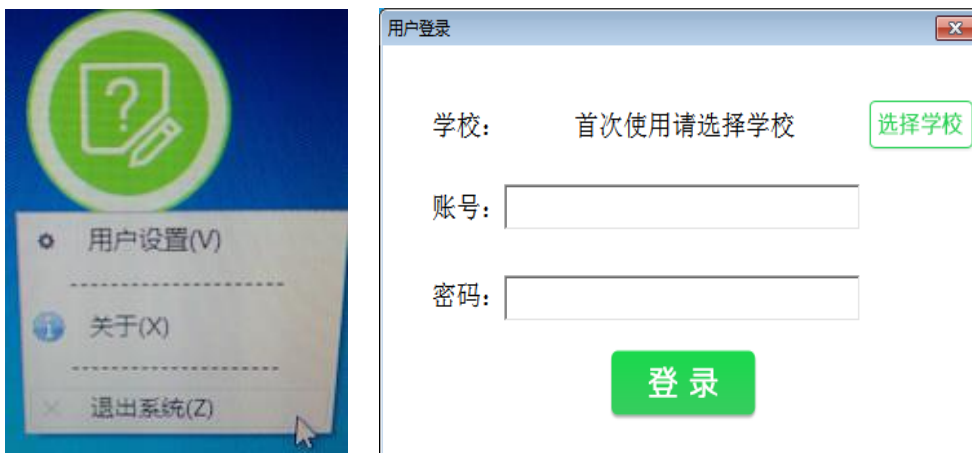 用户设置(V)
关于(X)
退出系统(Z)
用户登录
学校：
首次使用请选择学校
选择学校
账号：
密码：
登 录